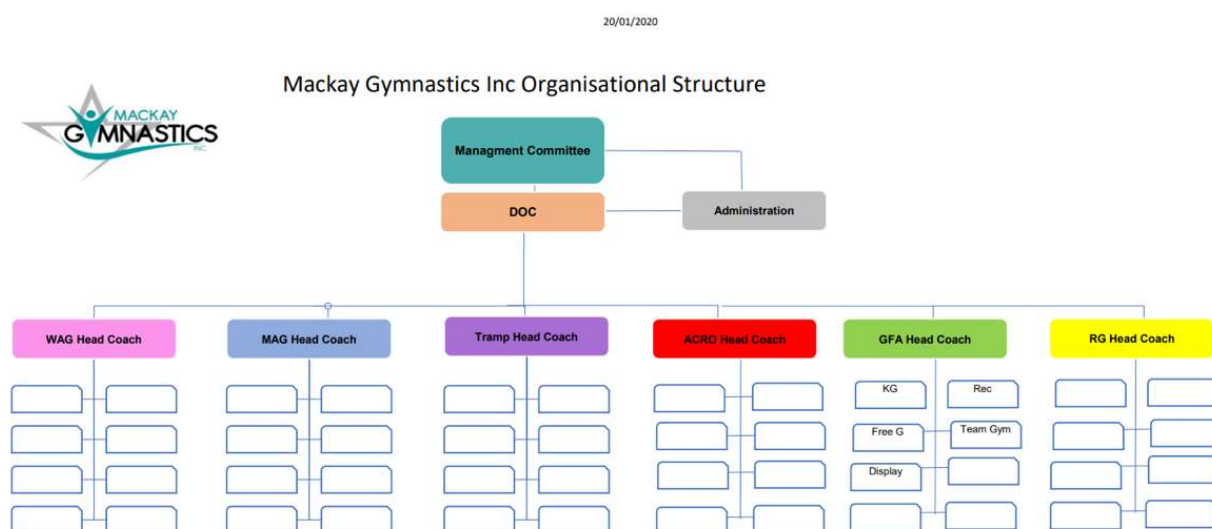 20/01/2020
Mackay Gymnastics Inc Organisational Structure
MACKAY
GYMNASTICS
INC
Managment Committee
DOC
Administration
WAG Head Coach
MAG Head Coach
Tramp Head Coach
ACRO Head Coach
GFA Head Coach
RG Head Coach
KG
Rec
Free G
Team Gym
Display